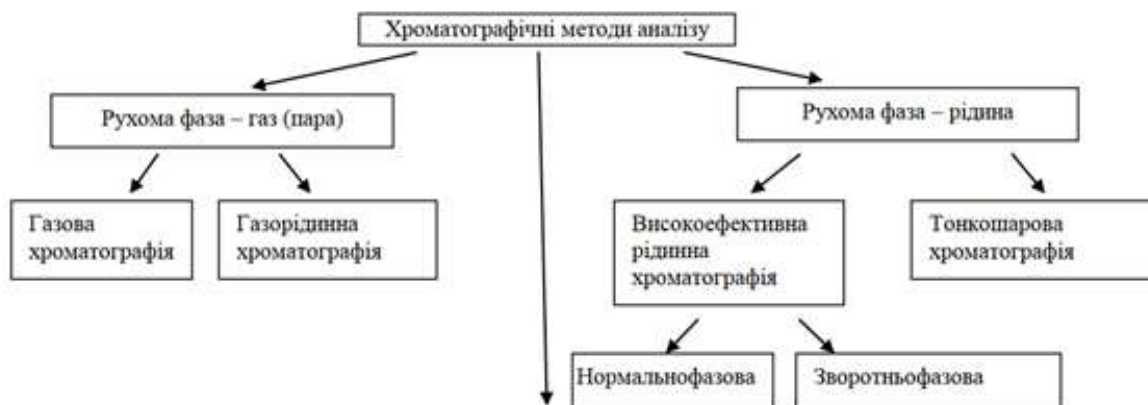 Хроматографічні методи аналізу
Рухома фаза – газ (пара)
Рухома фаза – рідина
Газова
хроматографія
Газорідинна
хроматографія
Високоефективна
рідинна
хроматографія
Тонкошарова
хроматографія
Нормальнофазова
Зворотньофазова